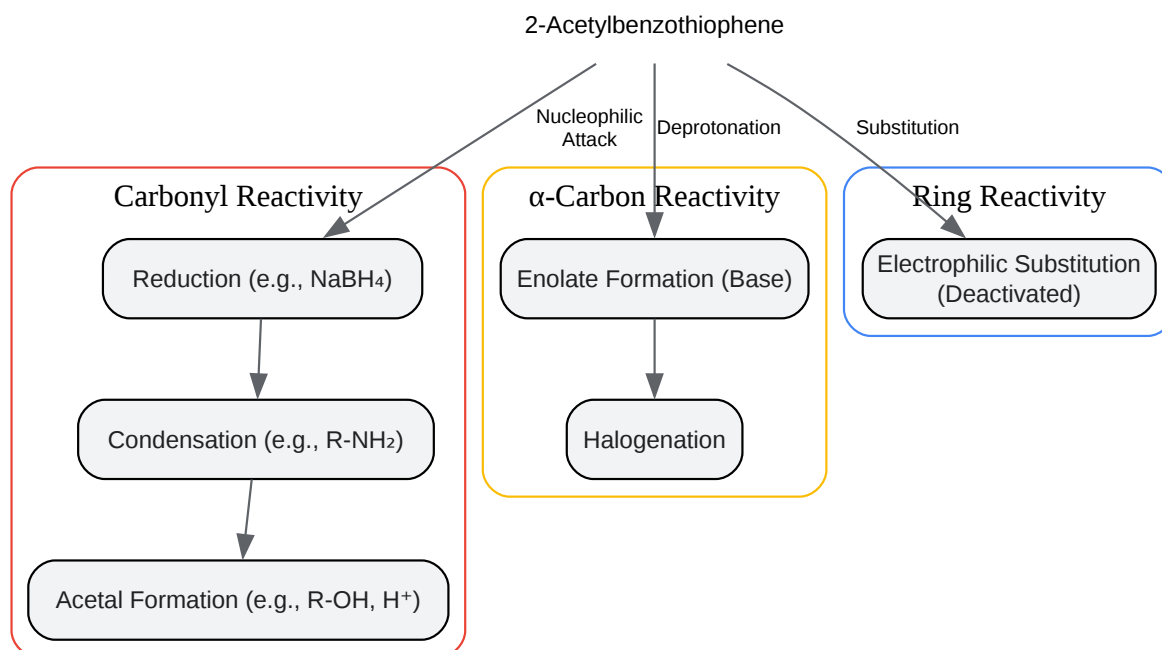 2-Acetylbenzothiophene
Nucleophilic
Attack
Deprotonation
Substitution
Carbonyl Reactivity
Reduction (e.g., NaBH₄)
Condensation (e.g., R-NH₂)
Acetal Formation (e.g., R-OH, H⁺)
α-Carbon Reactivity
Enolate Formation (Base)
Halogenation
Ring Reactivity
Electrophilic Substitution
(Deactivated)